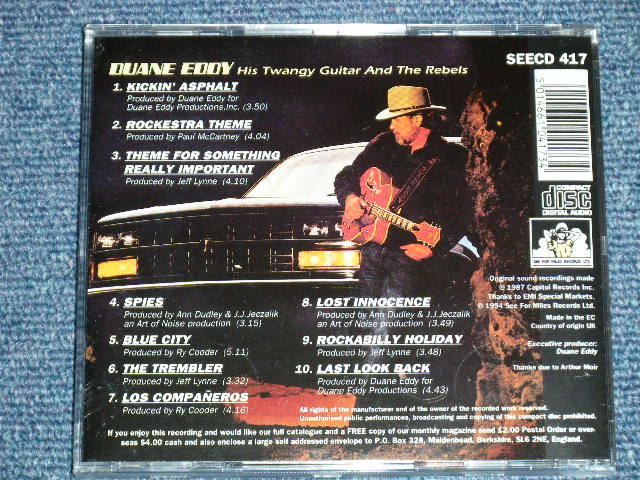 DUANE EDDY His Twangy Guitar And The Rebels
SEECD 417
1. KICKIN' ASPHALT
Produced by Duane Eddy for
Duane Eddy Productions,Inc. (3.50)
2. ROCKESTRA THEME
Produced by Paul McCartney (4.04)
3. THEME FOR SOMETHING
REALLY IMPORTANT
Produced by Jeff Lynne (4.10)
5 014661 041734
COMPACT
disc
DIGITAL AUDIO
SEE FOR MILES RECORDS LTD
4. SPIES
Produced by Ann Dudley & J.J.Jeczalik
an Art of Noise production (3.15)
5. BLUE CITY
Produced by Ry Cooder (5.11)
6. THE TREMBLER
Produced by Jeff Lynne (3.32)
7. LOS COMPAÑEROS
Produced by Ry Cooder (4.16)
8. LOST INNOCENCE
Produced by Ann Dudley & J.J.Jeczalik
an Art of Noise production (3.49)
9. ROCKABILLY HOLIDAY
Produced by Jeff Lynne (3.48)
10. LAST LOOK BACK
Produced by Duane Eddy for
Duane Eddy Productions (4.43)
Original sound recordings made
℗ 1987 Capitol Records Inc.
Thanks to EMI Special Markets.
© 1994 See For Miles Records Ltd.
Made in the EC
Country of origin UK
Executive producer:
Duane Eddy
Thanks due to Arthur Moir
All rights of the manufacturer and of the owner of the recorded work reserved.
Unauthorised public performances, broadcasting and copying of this compact disc prohibited.
If you enjoy this recording and would like our full catalogue and a FREE copy of our monthly magazine send £2.00 Postal Order or over-
seas $4.00 cash and also enclose a large self addressed envelope to P.O. Box 328, Maidenhead, Berkshire, SL6 2NE, England.